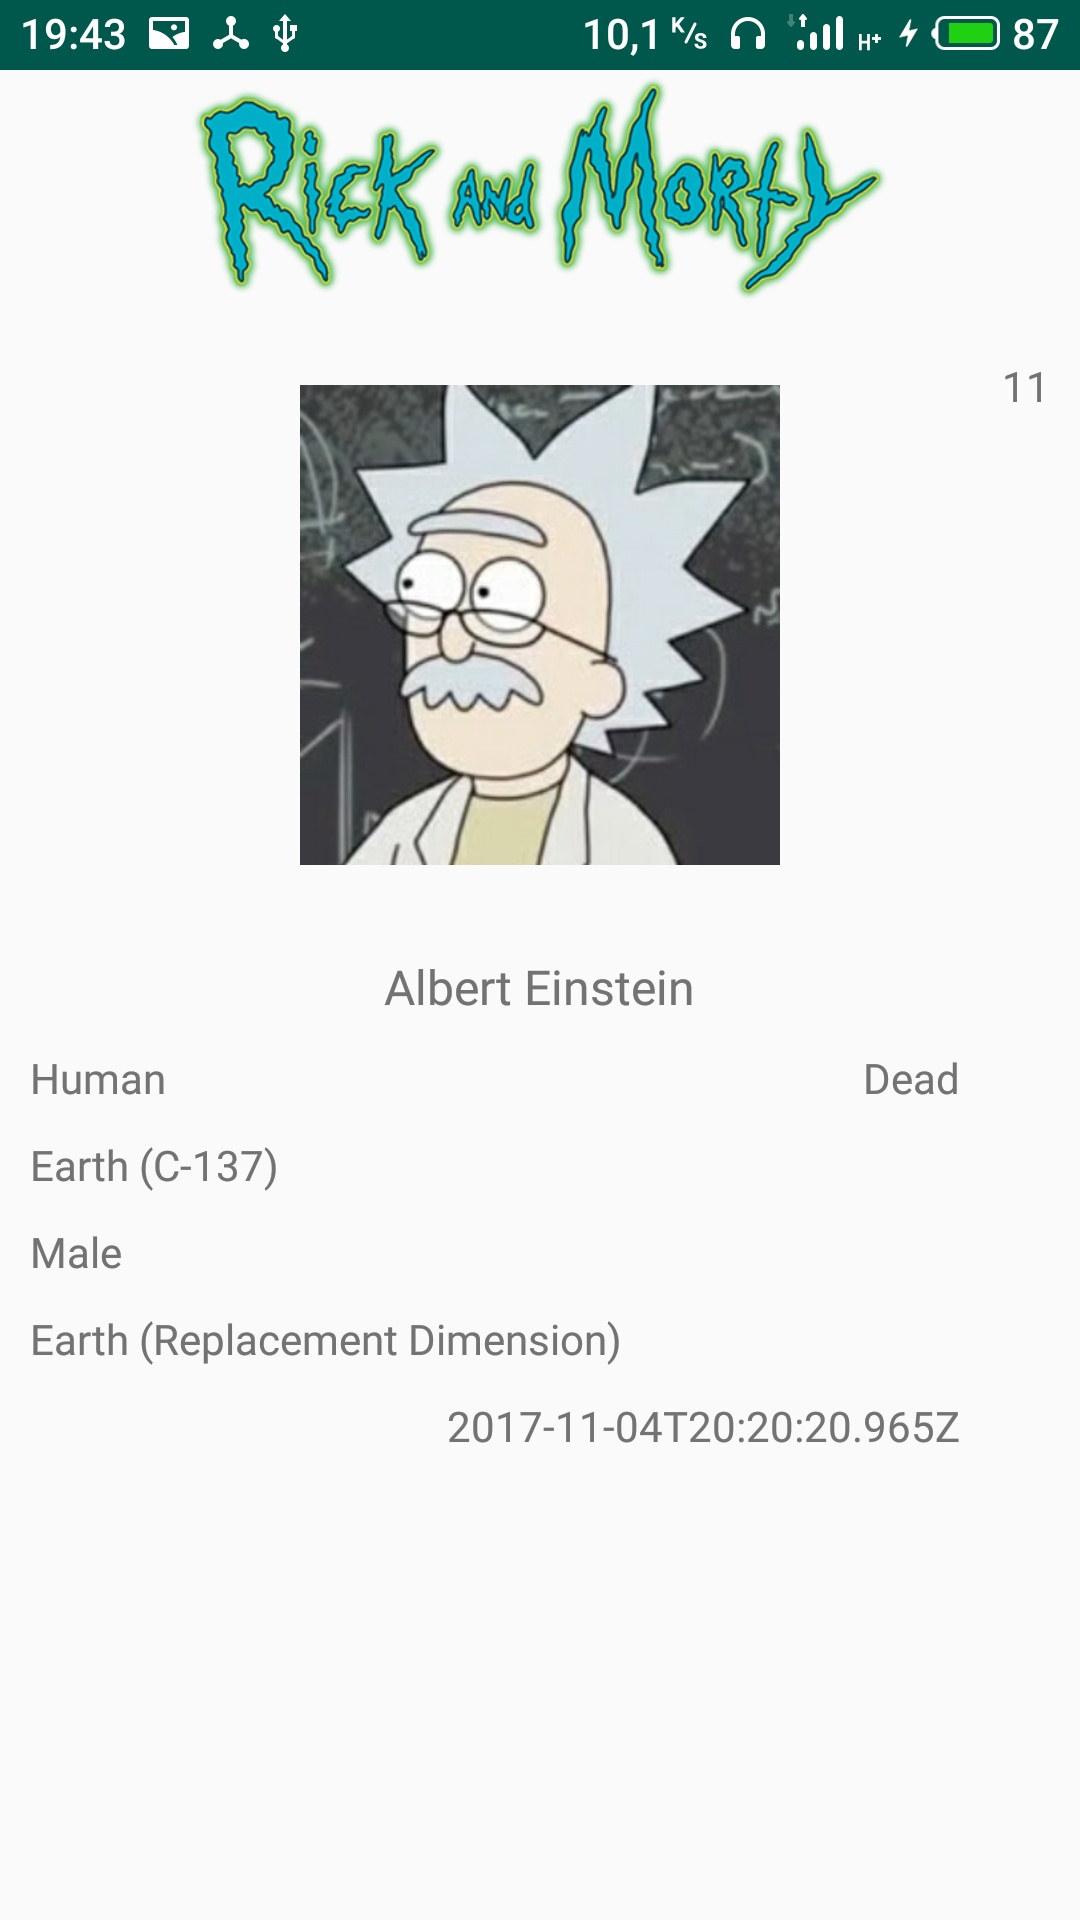 19:43 10,1 K/s H+ 87
Rick and Morty
11
Albert Einstein
Human Dead
Earth (C-137)
Male
Earth (Replacement Dimension)
2017-11-04T20:20:20.965Z